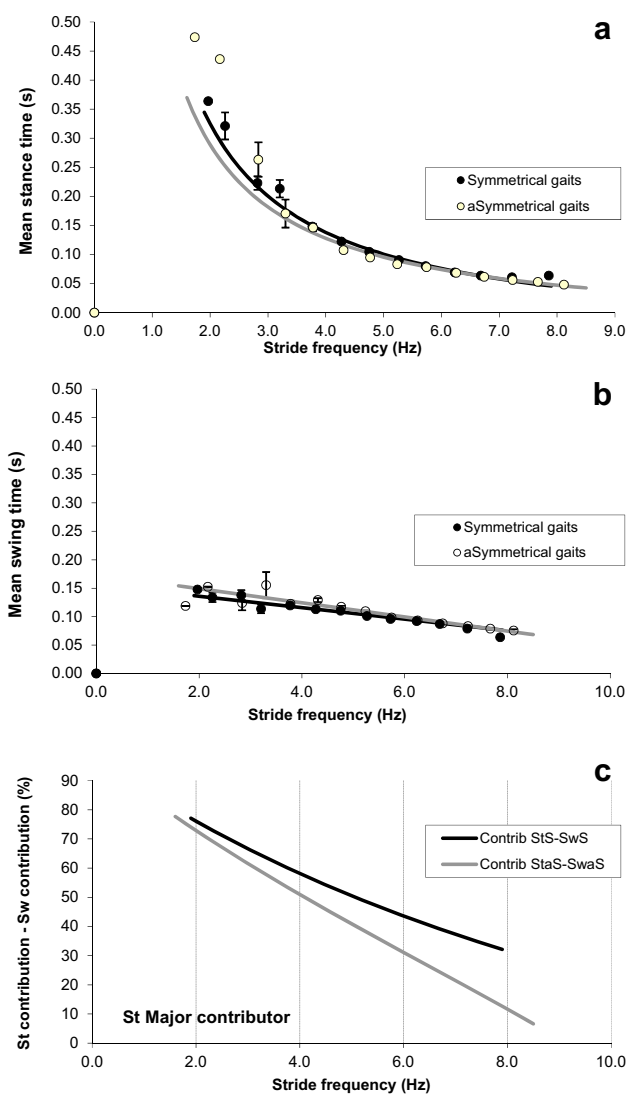 a
0.50
0.45
0.40
0.35
0.30
0.25
0.20
0.15
0.10
0.05
0.00
Mean stance time (s)
Symmetrical gaits
aSymmetrical gaits
0.0 1.0 2.0 3.0 4.0 5.0 6.0 7.0 8.0 9.0
Stride frequency (Hz)
b
0.50
0.45
0.40
0.35
0.30
0.25
0.20
0.15
0.10
0.05
0.00
Mean swing time (s)
Symmetrical gaits
aSymmetrical gaits
0.0 2.0 4.0 6.0 8.0 10.0
Stride frequency (Hz)
c
90
80
70
60
50
40
30
20
10
0
St contribution - Sw contribution (%)
Contrib StS-SwS
Contrib StaS-SwaS
St Major contributor
0.0 2.0 4.0 6.0 8.0 10.0
Stride frequency (Hz)